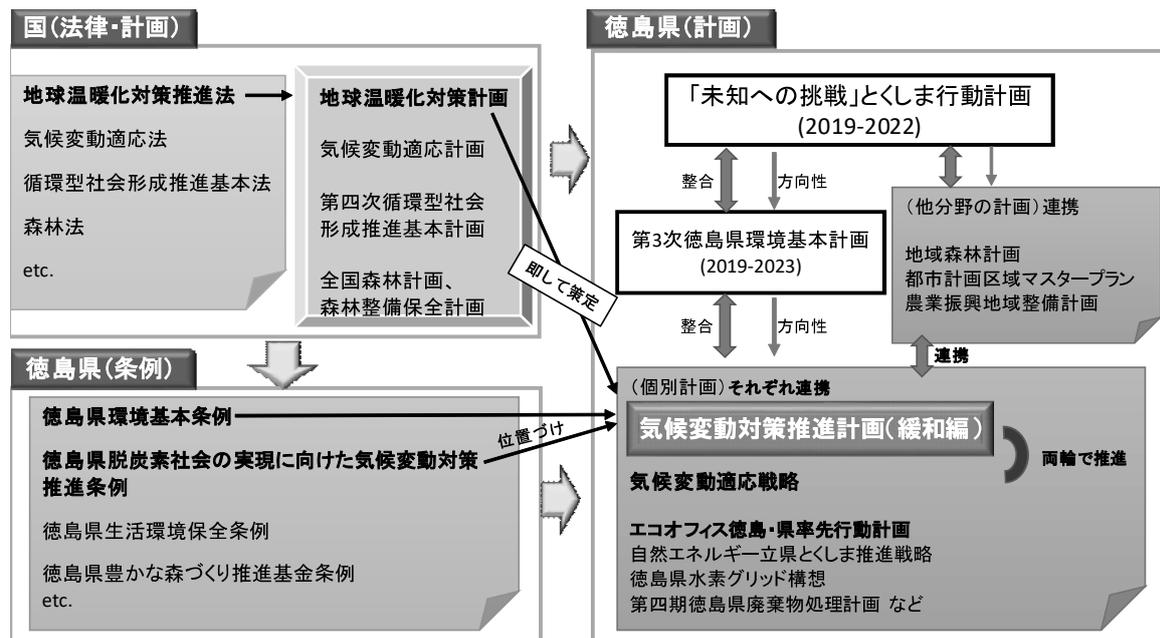 国(法律・計画)
地球温暖化対策推進法
気候変動適応法
循環型社会形成推進基本法
森林法
etc.
地球温暖化対策計画
気候変動適応計画
第四次循環型社会
形成推進基本計画
全国森林計画、
森林整備保全計画
即して策定
徳島県(条例)
徳島県環境基本条例
徳島県脱炭素社会の実現に向けた気候変動対策
推進条例
徳島県生活環境保全条例
徳島県豊かな森づくり推進基金条例
etc.
位置づけ
徳島県(計画)
「未知への挑戦」とくしま行動計画
(2019-2022)
整合
方向性
第3次徳島県環境基本計画
(2019-2023)
整合
方向性
(他分野の計画)連携
地域森林計画
都市計画区域マスタープラン
農業振興地域整備計画
連携
(個別計画)それぞれ連携
気候変動対策推進計画(緩和編)
両輪で推進
気候変動適応戦略
エコオフィス徳島・県率先行動計画
自然エネルギー立県とくしま推進戦略
徳島県水素グリッド構想
第四期徳島県廃棄物処理計画 など